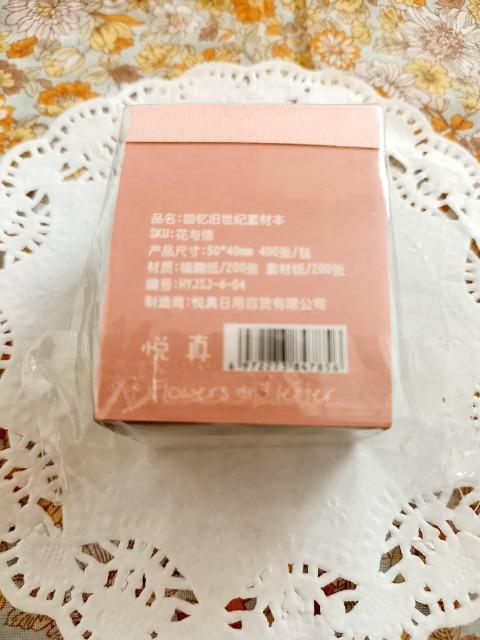 品名:回忆旧世纪素材本
SKU:花与信
产品尺寸:50*40mm 400张/包
材质:硫酸纸/200张 素材纸/200张
编号:HYJSJ-4-04
制造商:悦真日用百货有限公司
悦真
Flowers and letter